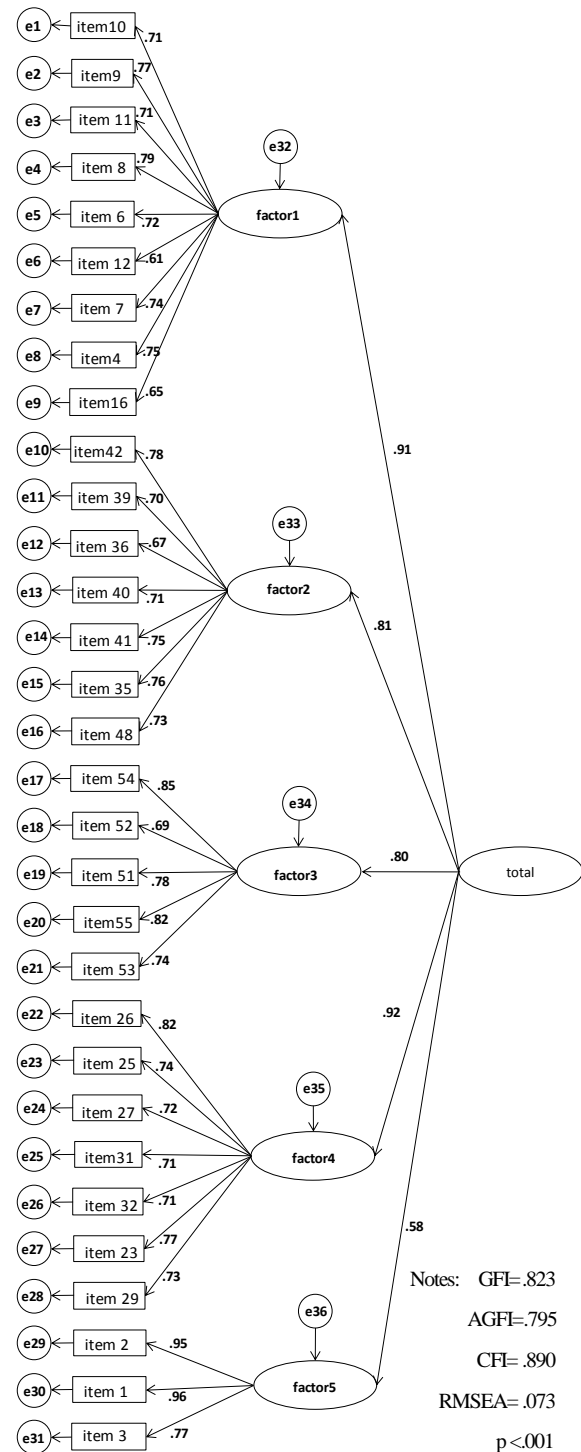 e1 item10 .71
e2 item9 .77
e3 item 11 .71
e32
e4 item 8 .79
e5 item 6 .72 factor1
e6 item 12 .61
e7 item 7 .74
e8 item4 .75
e9 item16 .65
.91
e10 item42 .78
e11 item 39 .70
e33
e12 item 36 .67
e13 item 40 .71 factor2
.81
e14 item 41 .75
e15 item 35 .76
e16 item 48 .73
e17 item 54 .85
e34
e18 item 52 .69
.80
e19 item 51 .78 factor3 total
e20 item55 .82
e21 item 53 .74
e22 item 26 .82
.92
e23 item 25 .74
e35
e24 item 27 .72
e25 item31 .71 factor4
e26 item 32 .71
e27 item 23 .77
.58
e28 item 29 .73
Notes: GFI=.823
e36
AGFI=.795
e29 item 2 .95
CFI= .890
e30 item 1 .96 factor5
RMSEA= .073
e31 item 3 .77
p<.001